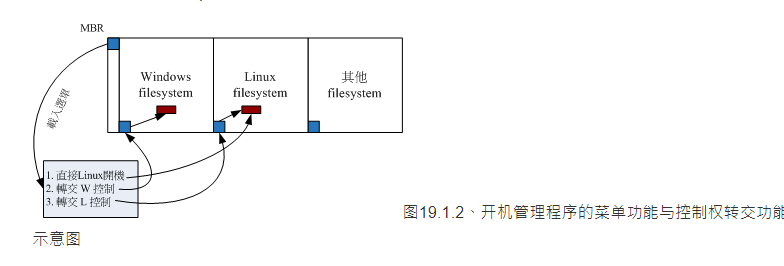 MBR
Windows
filesystem
Linux
filesystem
其他
filesystem
載入選單
1. 直接Linux開機
2. 轉交 W 控制
3. 轉交 L 控制
图19.1.2、开机管理程序的菜单功能与控制权转交功能
示意图